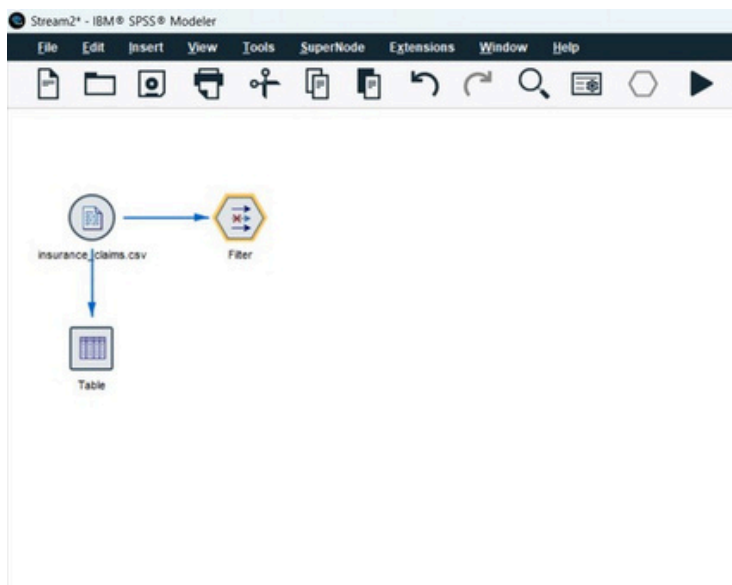 Stream2* - IBM® SPSS® Modeler
File Edit Insert View Tools SuperNode Extensions Window Help
insurance_claims.csv
Filter
Table